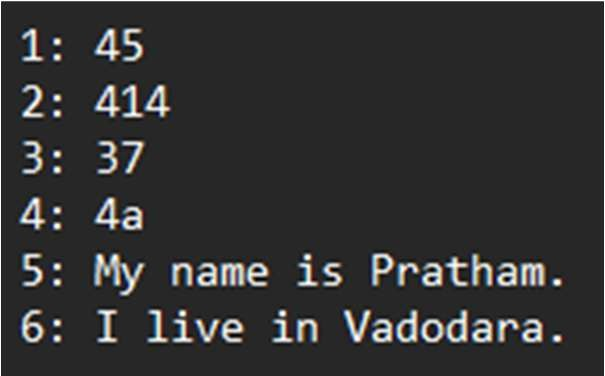 1: 45
2: 414
3: 37
4: 4a
5: My name is Pratham.
6: I live in Vadodara.